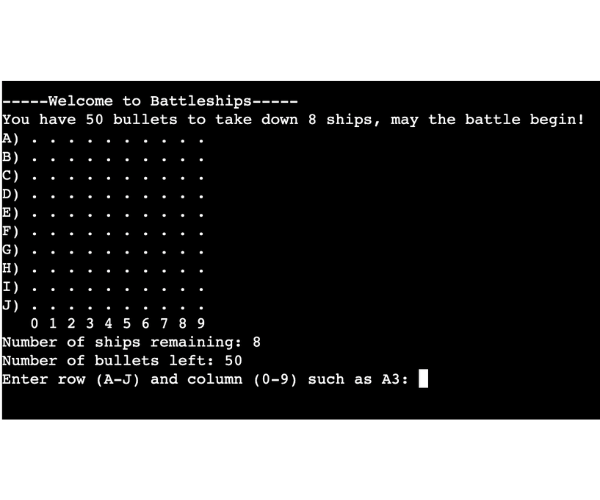 -----Welcome to Battleships-----
You have 50 bullets to take down 8 ships, may the battle begin!
A) . . . . . . . . . .
B) . . . . . . . . . .
C) . . . . . . . . . .
D) . . . . . . . . . .
E) . . . . . . . . . .
F) . . . . . . . . . .
G) . . . . . . . . . .
H) . . . . . . . . . .
I) . . . . . . . . . .
J) . . . . . . . . . .
0 1 2 3 4 5 6 7 8 9
Number of ships remaining: 8
Number of bullets left: 50
Enter row (A-J) and column (0-9) such as A3: